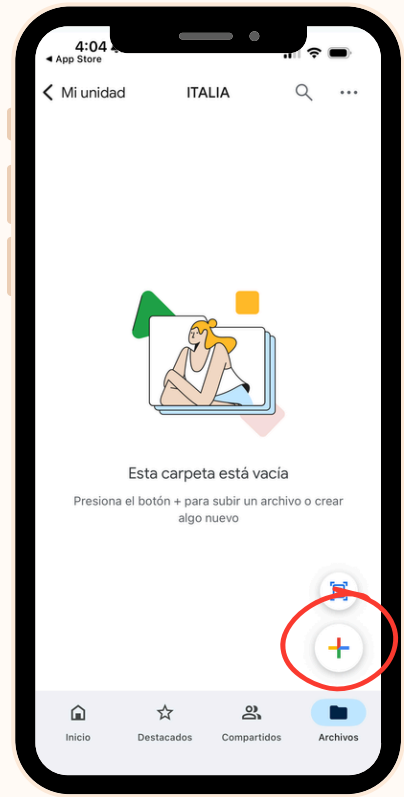 4:04
◀ App Store
Mi unidad
ITALIA
Esta carpeta está vacía
Presiona el botón + para subir un archivo o crear
algo nuevo
Inicio
Destacados
Compartidos
Archivos